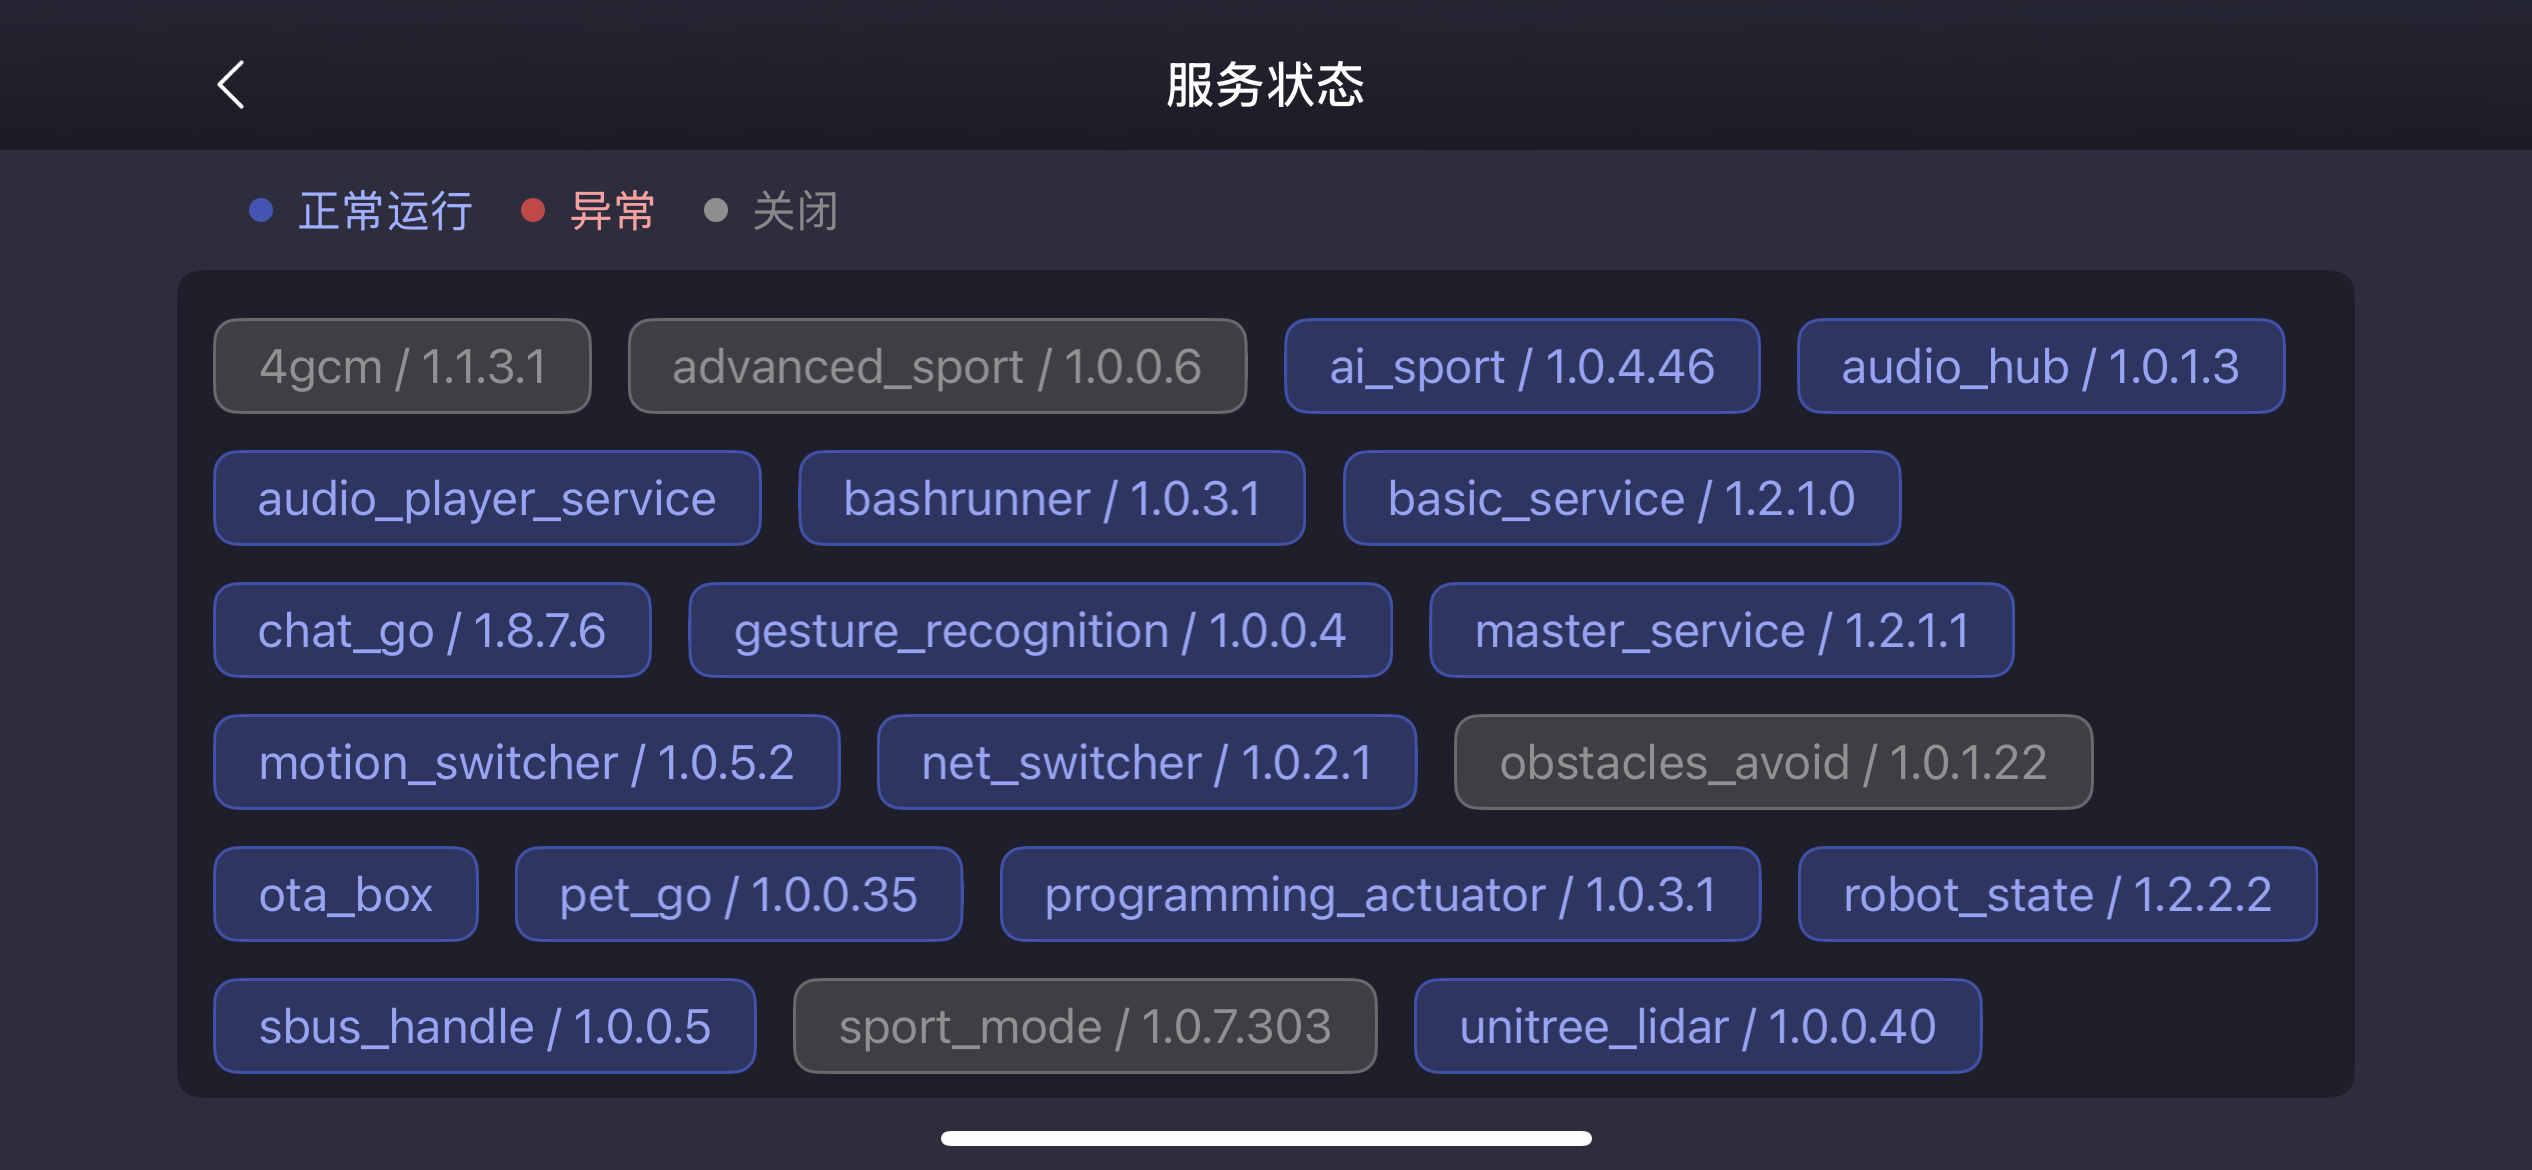 服务状态
正常运行 异常 关闭
4gcm / 1.1.3.1 advanced_sport / 1.0.0.6 ai_sport / 1.0.4.46 audio_hub / 1.0.1.3
audio_player_service bashrunner / 1.0.3.1 basic_service / 1.2.1.0
chat_go / 1.8.7.6 gesture_recognition / 1.0.0.4 master_service / 1.2.1.1
motion_switcher / 1.0.5.2 net_switcher / 1.0.2.1 obstacles_avoid / 1.0.1.22
ota_box pet_go / 1.0.0.35 programming_actuator / 1.0.3.1 robot_state / 1.2.2.2
sbus_handle / 1.0.0.5 sport_mode / 1.0.7.303 unitree_lidar / 1.0.0.40